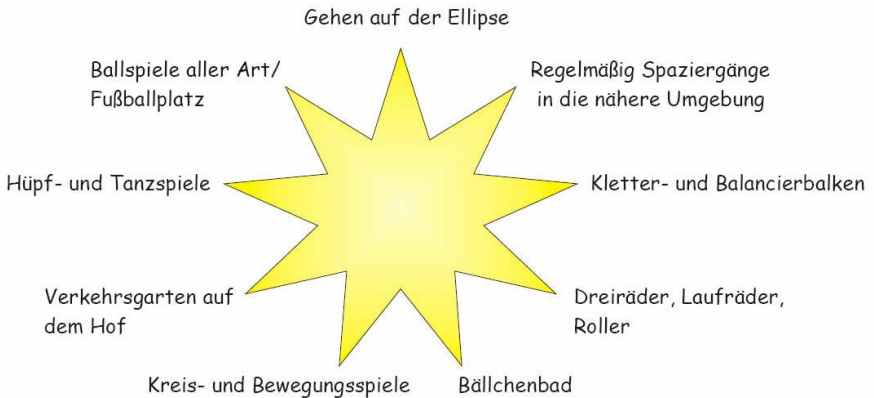 Gehen auf der Ellipse
Ballspiele aller Art/
Fußballplatz
Regelmäßig Spaziergänge
in die nähere Umgebung
Hüpf- und Tanzspiele
Kletter- und Balancierbalken
Verkehrsgarten auf
dem Hof
Dreiräder, Laufräder,
Roller
Kreis- und Bewegungsspiele
Bällchenbad